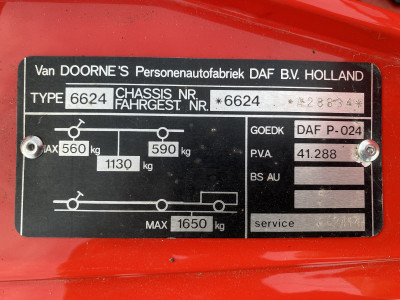 Van DOORNE'S Personenautofabriek DAF B.V. HOLLAND
TYPE 6624 CHASSIS NR. FAHRGEST. NR. *6624
GOEDK DAF P-024
MAX 560 kg 590 kg
P.V.A. 41.288
1130 kg
BS AU
MAX 1650 kg
service